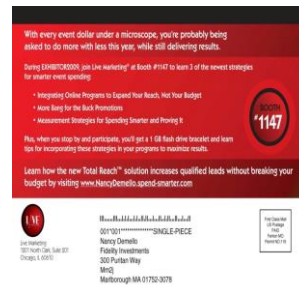 With every event dollar under a microscope, you're probably being
asked to do more with less this year, while still delivering results.
During EXHIBITOR2009, join Live Marketing® at Booth #1147 to learn 3 of the newest strategies
for smarter event spending:
• Integrating Online Programs to Expand Your Reach, Not Your Budget
• More Bang for the Buck Promotions
• Measurement Strategies for Spending Smarter and Proving It
BOOTH
#1147
Plus, when you stop by and participate, you'll get a 1 GB flash drive bracelet and learn
tips for incorporating these strategies in your programs to maximize results.
Learn how the new Total Reach™ solution increases qualified leads without breaking your
budget by visiting www.NancyDemello.spend-smarter.com
LIVE
Live Marketing
Chicago, IL
SINGLE-PIECE
Nancy Demello
Fidelity Investments
300 Puritan Way
Mm2j
Marlborough MA 01752-3078
First Class Mail
US Postage
PAID